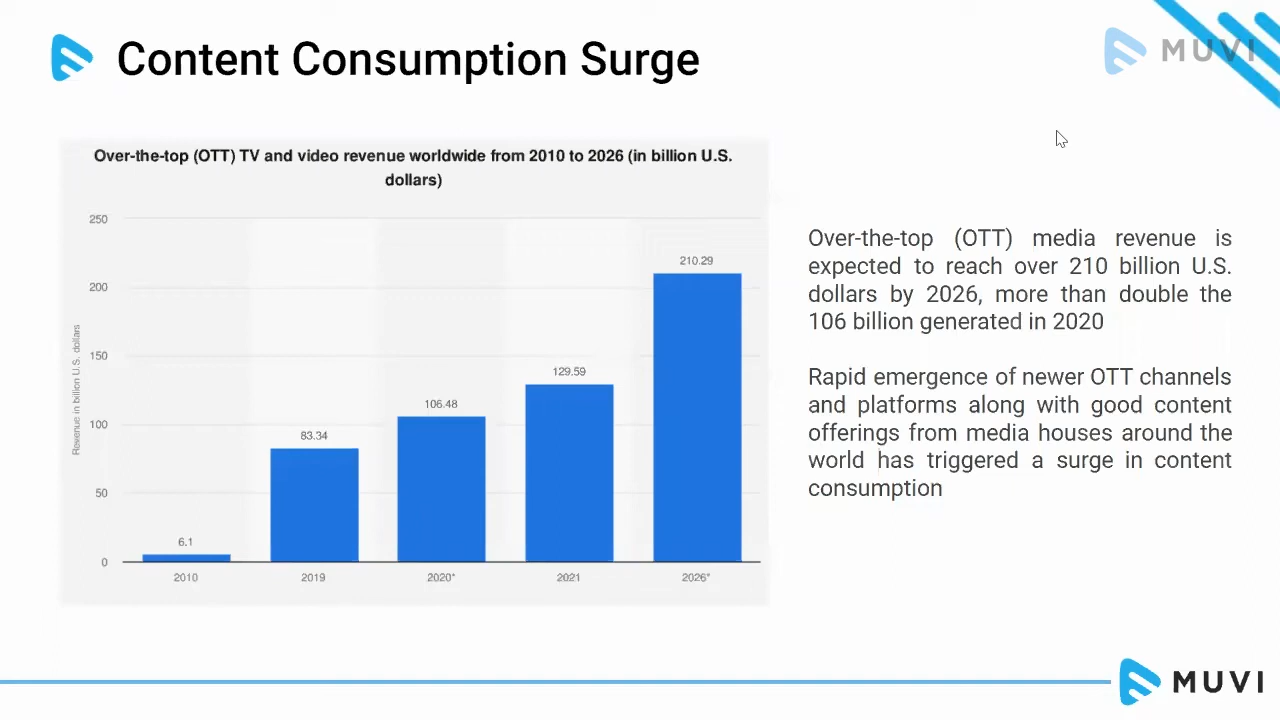 Content Consumption Surge
MUVI
Over-the-top (OTT) TV and video revenue worldwide from 2010 to 2026 (in billion U.S.
dollars)
Revenue in billion U.S. dollars
250
200
150
100
50
0
6.1
83.34
106.48
129.59
210.29
2010
2019
2020*
2021
2026*
Over-the-top (OTT) media revenue is
expected to reach over 210 billion U.S.
dollars by 2026, more than double the
106 billion generated in 2020
Rapid emergence of newer OTT channels
and platforms along with good content
offerings from media houses around the
world has triggered a surge in content
consumption
MUVI